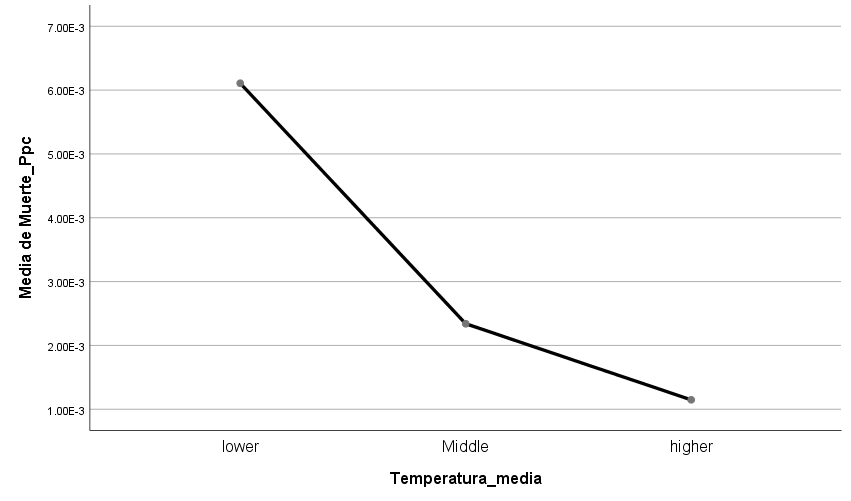 7.00E-3
6.00E-3
5.00E-3
4.00E-3
3.00E-3
2.00E-3
1.00E-3
Media de Muerte_Ppc
lower
Middle
higher
Temperatura_media